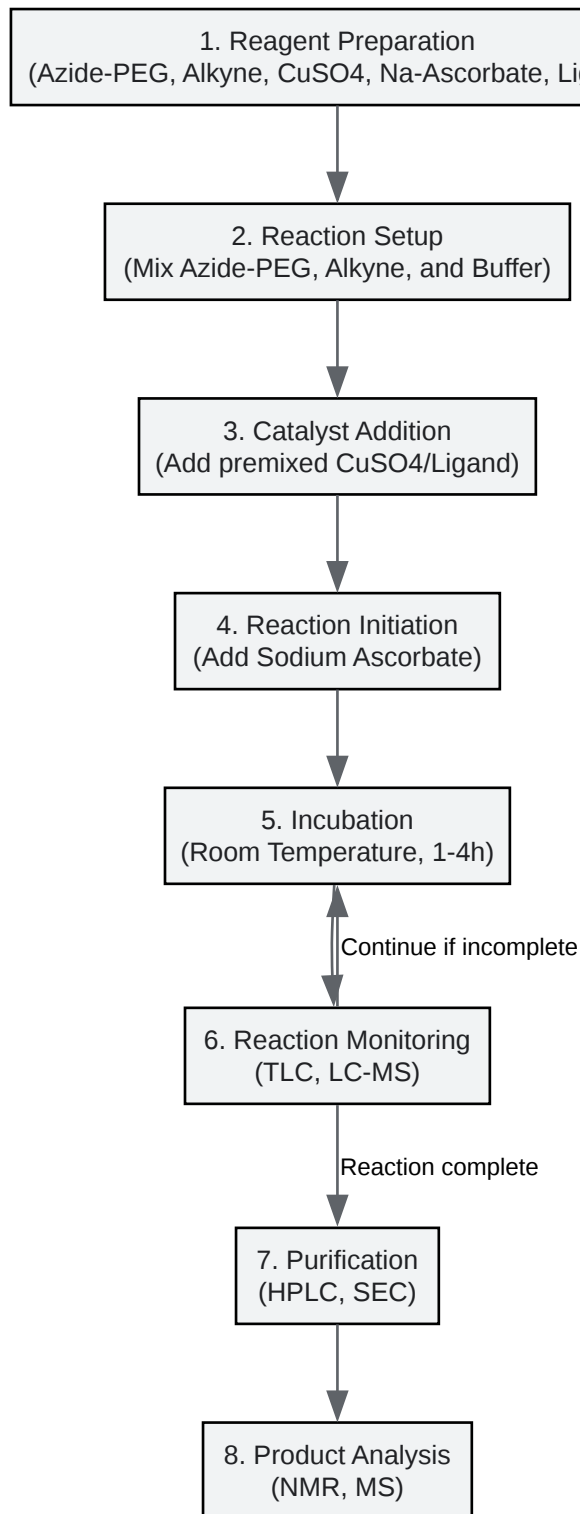 1. Reagent Preparation
(Azide-PEG, Alkyne, CuSO4, Na-Ascorbate,
2. Reaction Setup
(Mix Azide-PEG, Alkyne, and Buffer)
3. Catalyst Addition
(Add premixed CuSO4/Ligand)
4. Reaction Initiation
(Add Sodium Ascorbate)
5. Incubation
(Room Temperature, 1-4h)
Continue if incomplete
6. Reaction Monitoring
(TLC, LC-MS)
Reaction complete
7. Purification
(HPLC, SEC)
8. Product Analysis
(NMR, MS)